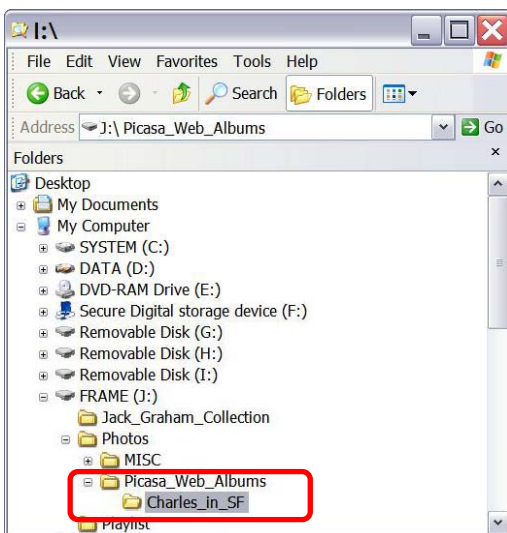 I:\
File Edit View Favorites Tools Help
Back Search Folders
Address J:\ Picasa_Web_Albums Go
Folders x
Desktop
My Documents
My Computer
SYSTEM (C:)
DATA (D:)
DVD-RAM Drive (E:)
Secure Digital storage device (F:)
Removable Disk (G:)
Removable Disk (H:)
Removable Disk (I:)
FRAME (J:)
Jack_Graham_Collection
Photos
MISC
Picasa_Web_Albums
Charles_in_SF
Playlist